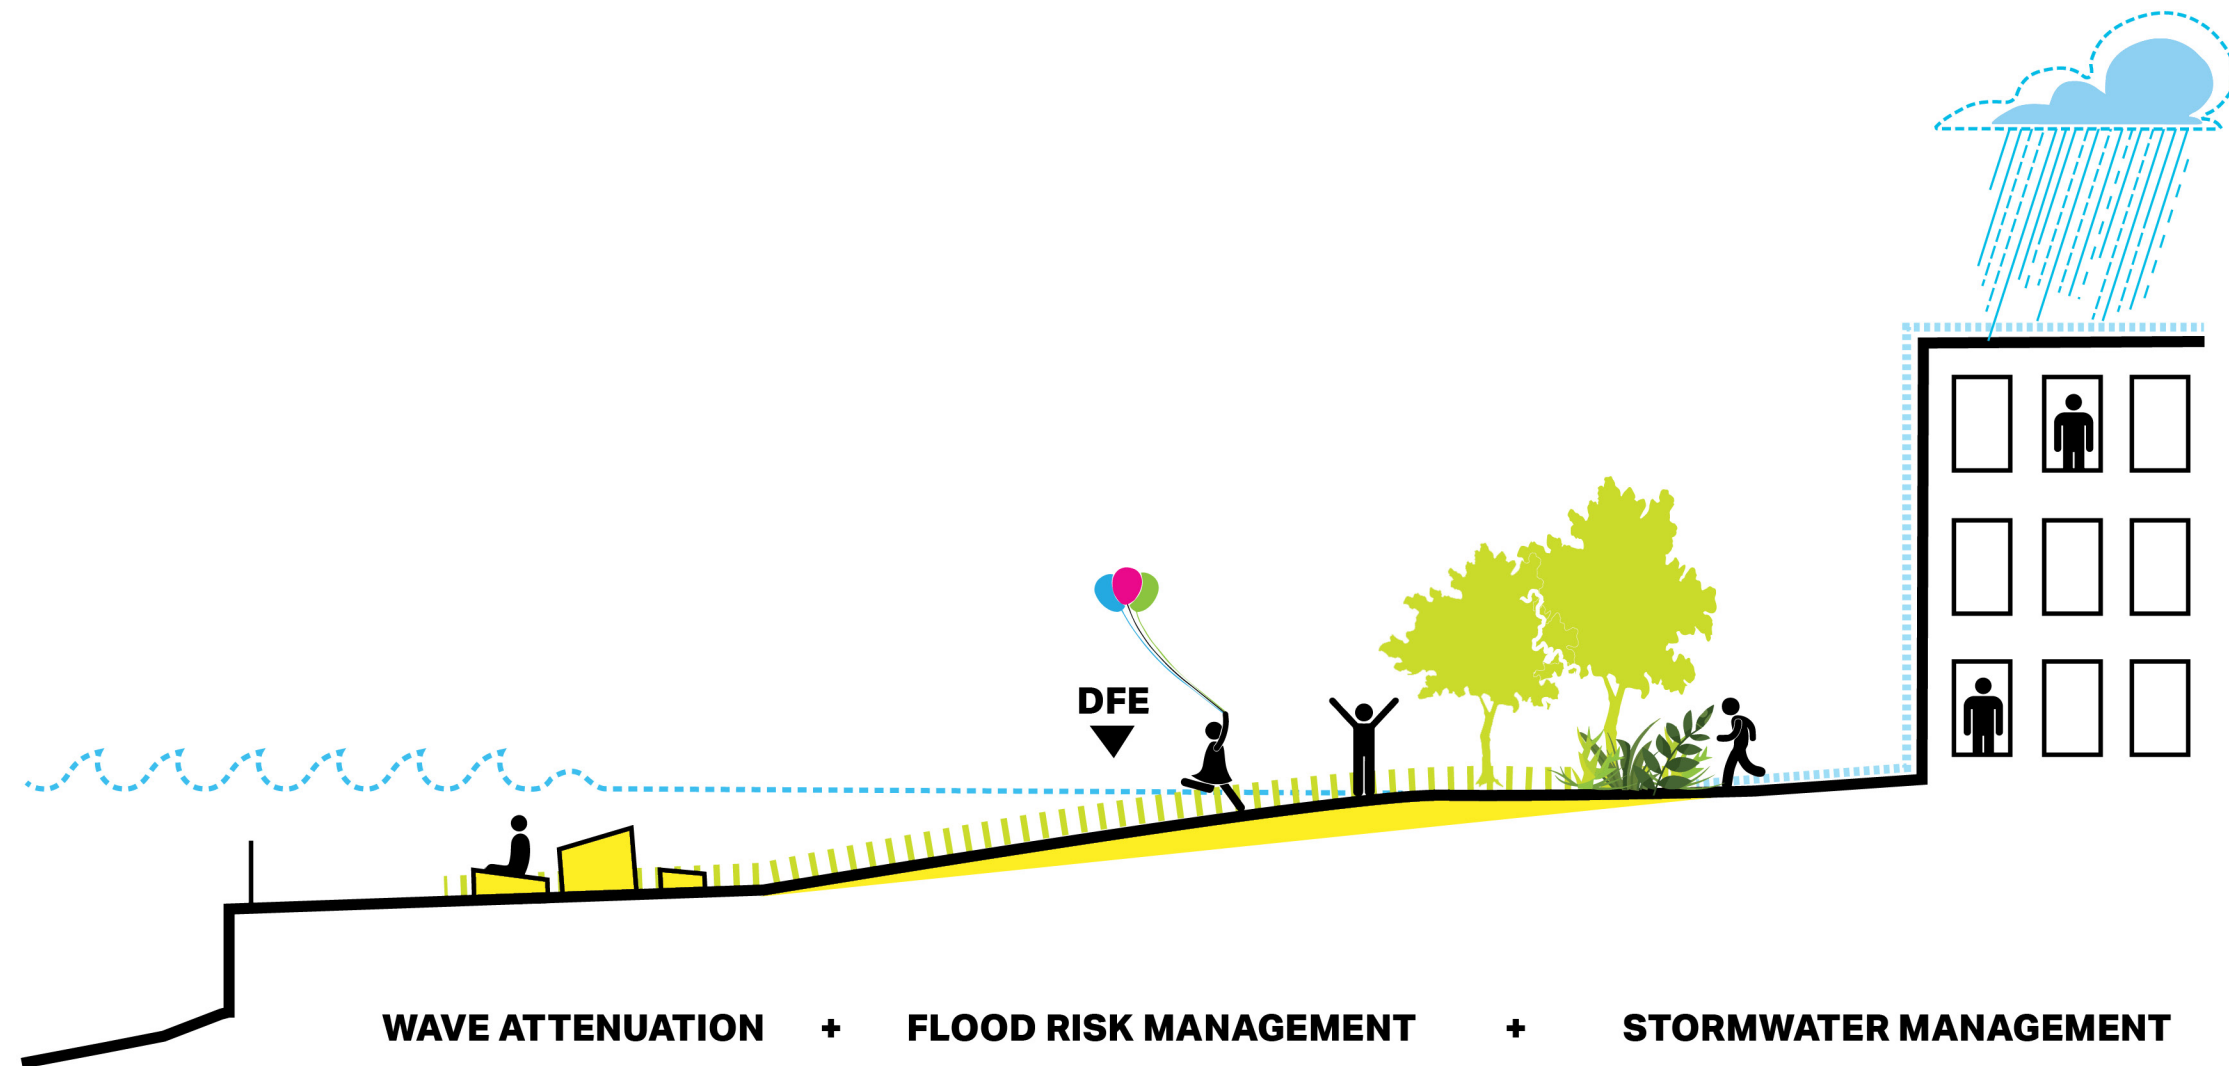 DFE
WAVE ATTENUATION + FLOOD RISK MANAGEMENT + STORMWATER MANAGEMENT